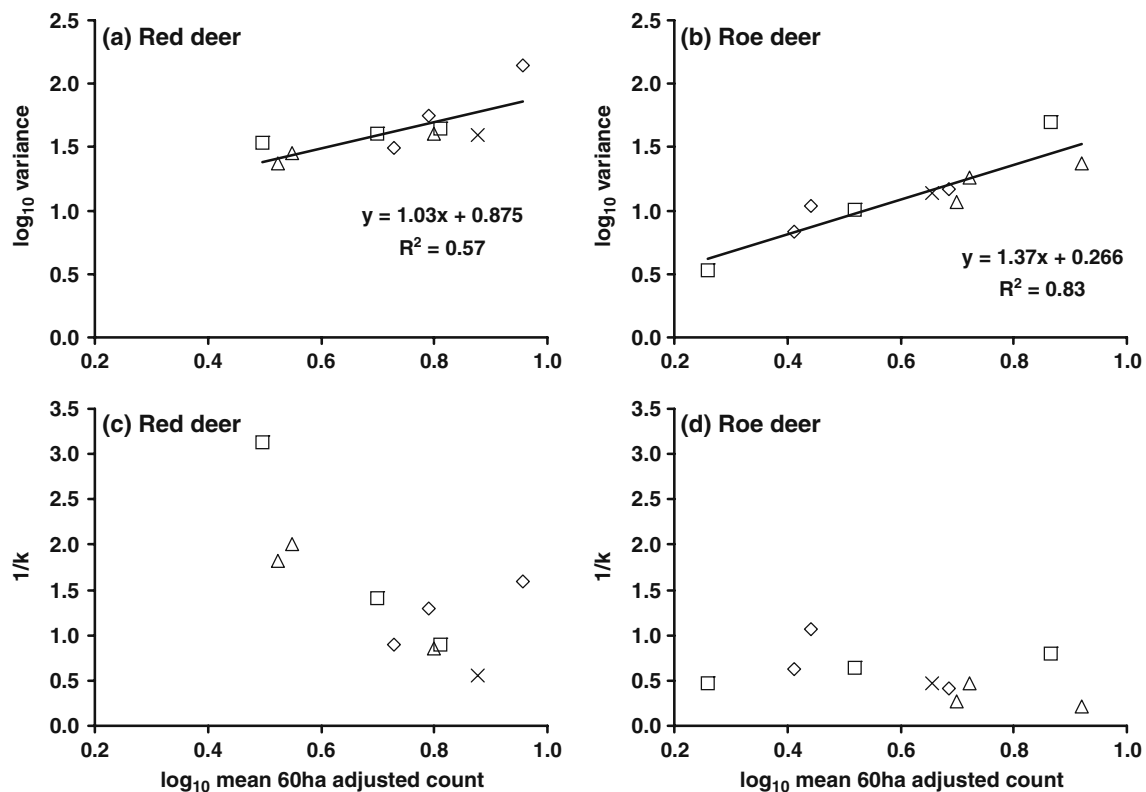 (a) Red deer
2.5
2.0
1.5
1.0
0.5
0.0
log10 variance
y = 1.03x + 0.875
R2 = 0.57
0.2 0.4 0.6 0.8 1.0
(b) Roe deer
2.5
2.0
1.5
1.0
0.5
0.0
log10 variance
y = 1.37x + 0.266
R2 = 0.83
0.2 0.4 0.6 0.8 1.0
(c) Red deer
3.5
3.0
2.5
2.0
1.5
1.0
0.5
0.0
1/k
0.2 0.4 0.6 0.8 1.0
log10 mean 60ha adjusted count
(d) Roe deer
3.5
3.0
2.5
2.0
1.5
1.0
0.5
0.0
1/k
0.2 0.4 0.6 0.8 1.0
log10 mean 60ha adjusted count